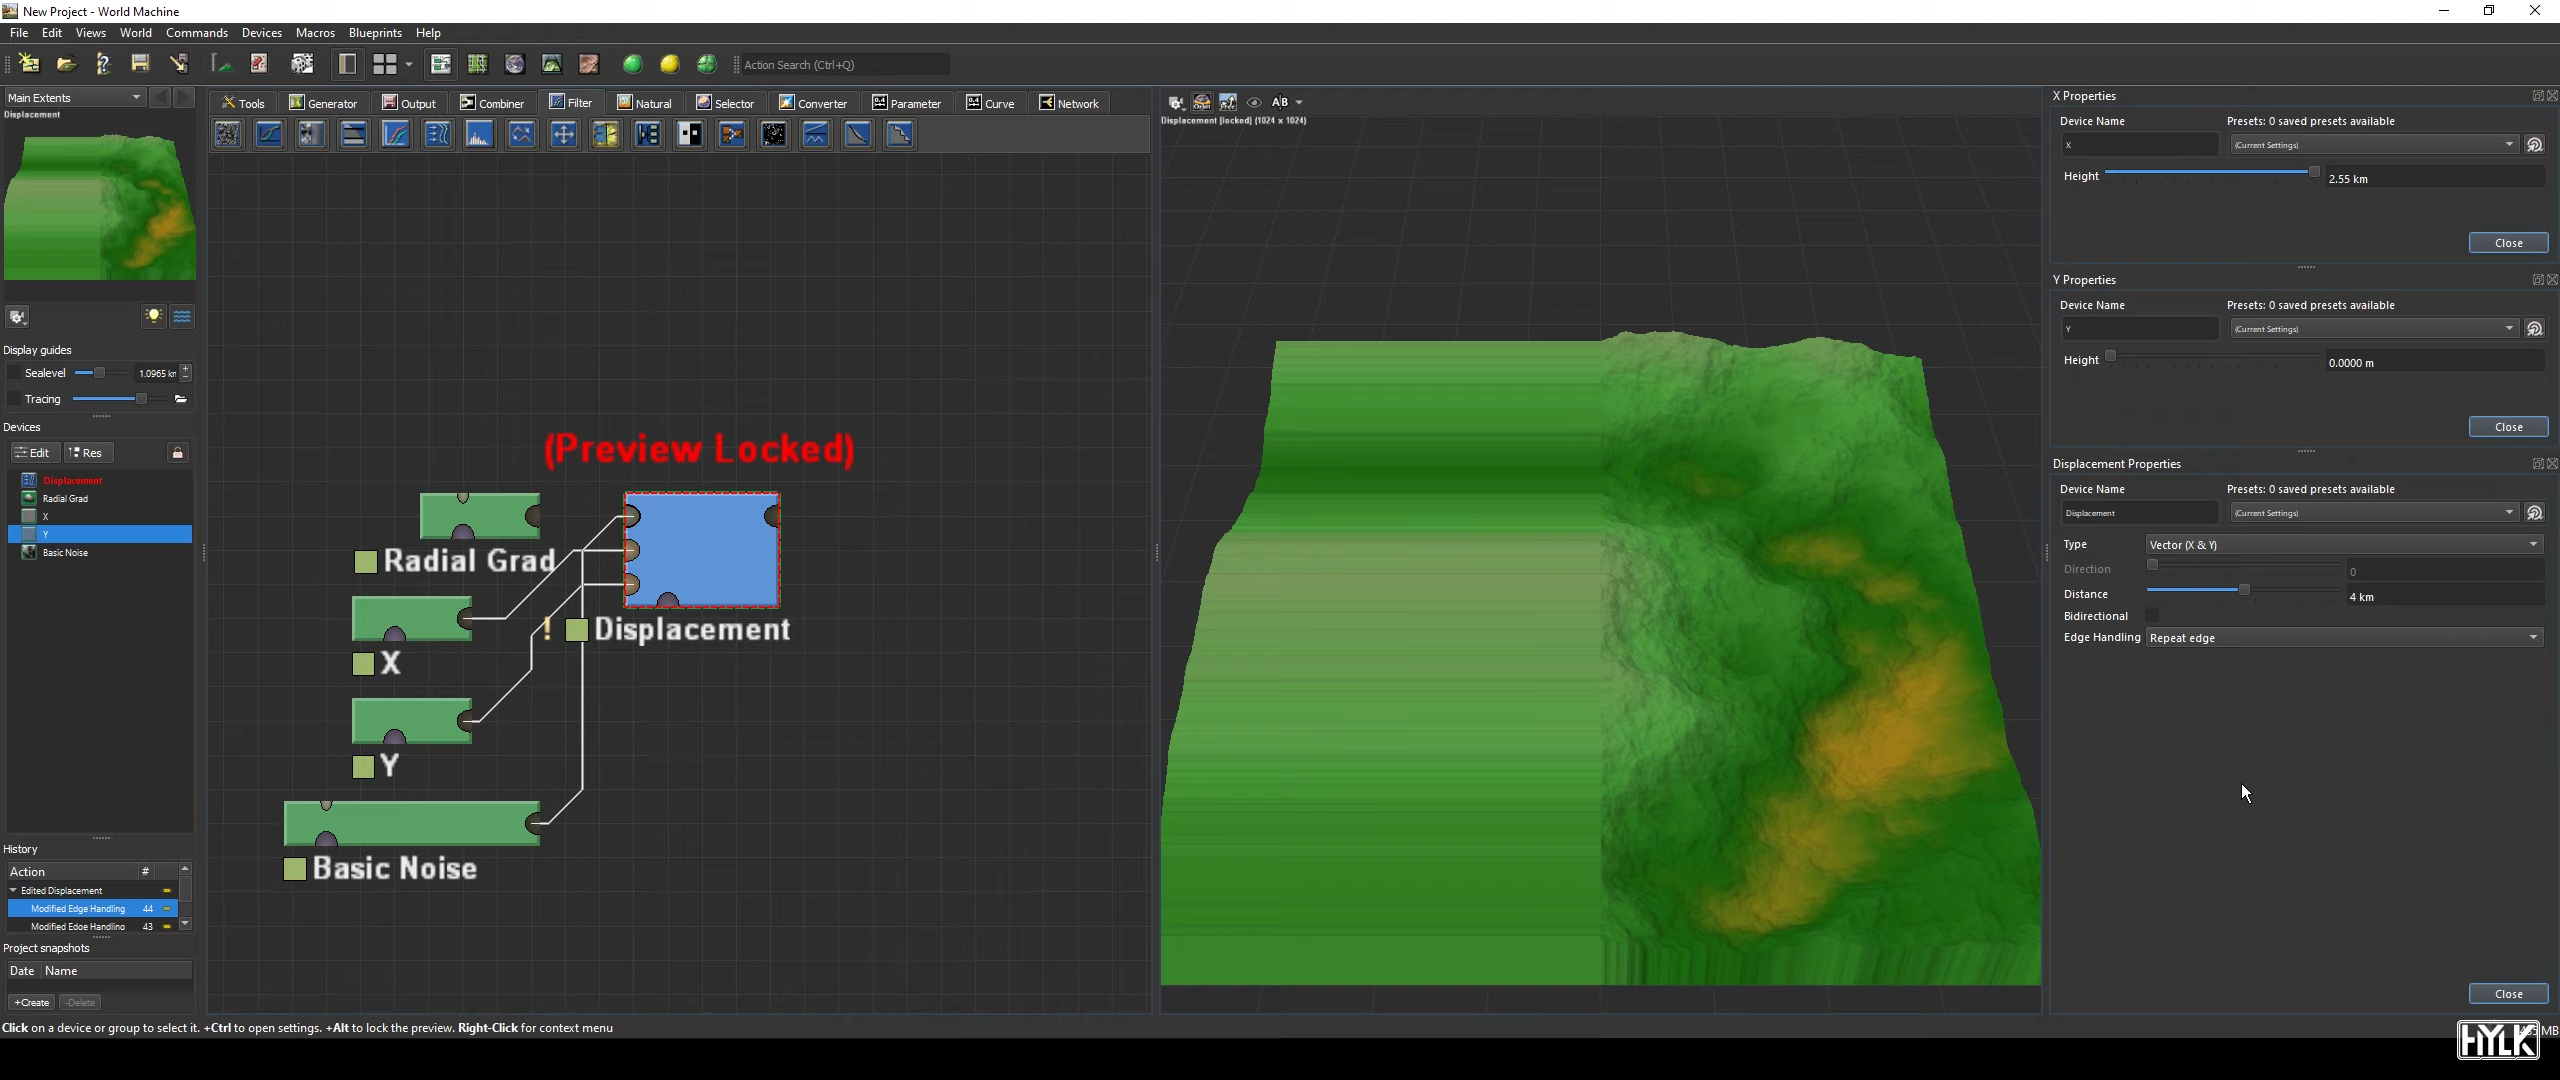 New Project - World Machine
File Edit Views World Commands Devices Macros Blueprints Help
Action Search (Ctrl+Q)
Main Extents
Displacement
Display guides
Sealevel 1.0965 km
Tracing
Devices
Edit Res
Displacement
Radial Grad
X
Y
Basic Noise
History
Action #
Edited Displacement
Modified Edge Handling 44
Modified Edge Handling 43
Project snapshots
Date Name
+Create -Delete
Tools Generator Output Combiner Filter Natural Selector Converter Parameter Curve Network
(Preview Locked)
Radial Grad
! Displacement
X
Y
Basic Noise
A|B
Displacement [locked] (1024 x 1024)
X Properties
Device Name Presets: 0 saved presets available
X (Current Settings)
Height 2.55 km
Close
Y Properties
Device Name Presets: 0 saved presets available
Y (Current Settings)
Height 0.0000 m
Close
Displacement Properties
Device Name Presets: 0 saved presets available
Displacement (Current Settings)
Type Vector (X & Y)
Direction 0
Distance 4 km
Bidirectional
Edge Handling Repeat edge
Close
Click on a device or group to select it. +Ctrl to open settings. +Alt to lock the preview. Right-Click for context menu
MB
HYLK